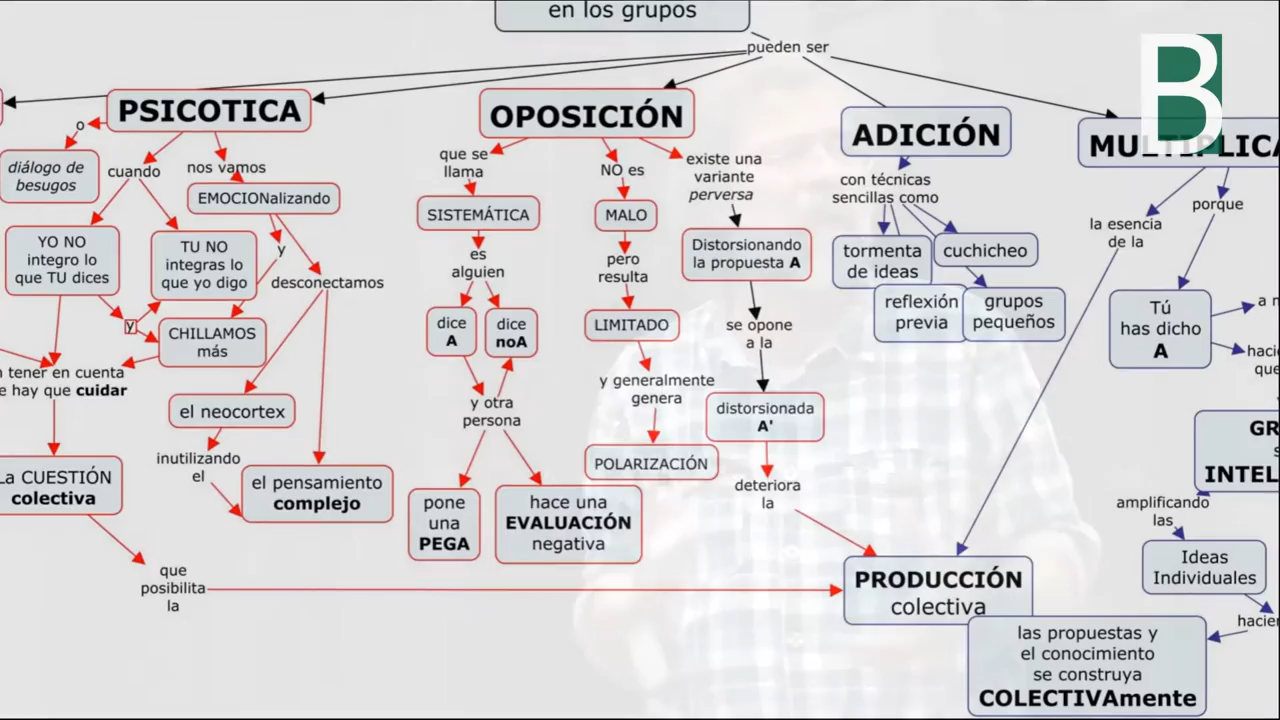 en los grupos
pueden ser
B
PSICOTICA
o
diálogo de
besugos
cuando
nos vamos
EMOCIONalizando
YO NO
integro lo
que TU dices
TU NO
integras lo
que yo digo
y
desconectamos
y
CHILLAMOS
más
tener en cuenta
hay que cuidar
el neocortex
inutilizando
el
La CUESTIÓN
colectiva
el pensamiento
complejo
que
posibilita
la
OPOSICIÓN
que se
llama
SISTEMÁTICA
es
alguien
dice
A
dice
noA
y otra
persona
pone
una
PEGA
hace una
EVALUACIÓN
negativa
NO es
MALO
pero
resulta
LIMITADO
y generalmente
genera
POLARIZACIÓN
existe una
variante
perversa
Distorsionando
la propuesta A
se opone
a la
distorsionada
A'
deteriora
la
ADICIÓN
con técnicas
sencillas como
tormenta
de ideas
cuchicheo
reflexión
previa
grupos
pequeños
PRODUCCIÓN
colectiva
MULTIPLICA
la esencia
de la
porque
Tú
has dicho
A
a
que
INTEL
amplificando
las
Ideas
Individuales
las propuestas y
el conocimiento
se construya
COLECTIVAmente